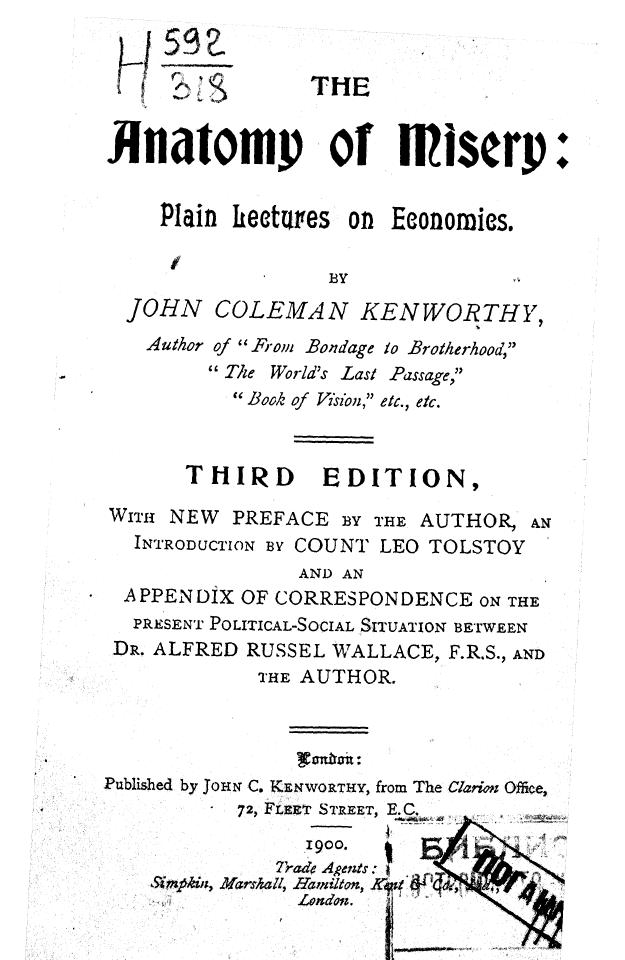 H 592
318
THE
Anatomy of Misery:
Plain Lectures on Economics.
BY
JOHN COLEMAN KENWORTHY,
Author of "From Bondage to Brotherhood,"
"The World's Last Passage,"
"Book of Vision," etc., etc.
THIRD EDITION,
WITH NEW PREFACE BY THE AUTHOR, AN
INTRODUCTION BY COUNT LEO TOLSTOY
AND AN
APPENDIX OF CORRESPONDENCE ON THE
PRESENT POLITICAL-SOCIAL SITUATION BETWEEN
DR. ALFRED RUSSEL WALLACE, F.R.S., AND
THE AUTHOR.
London:
Published by JOHN C. KENWORTHY, from The Clarion Office,
72, FLEET STREET, E.C.
1900.
Trade Agents:
Simpkin, Marshall, Hamilton, Kent & Co., Ltd.,
London.